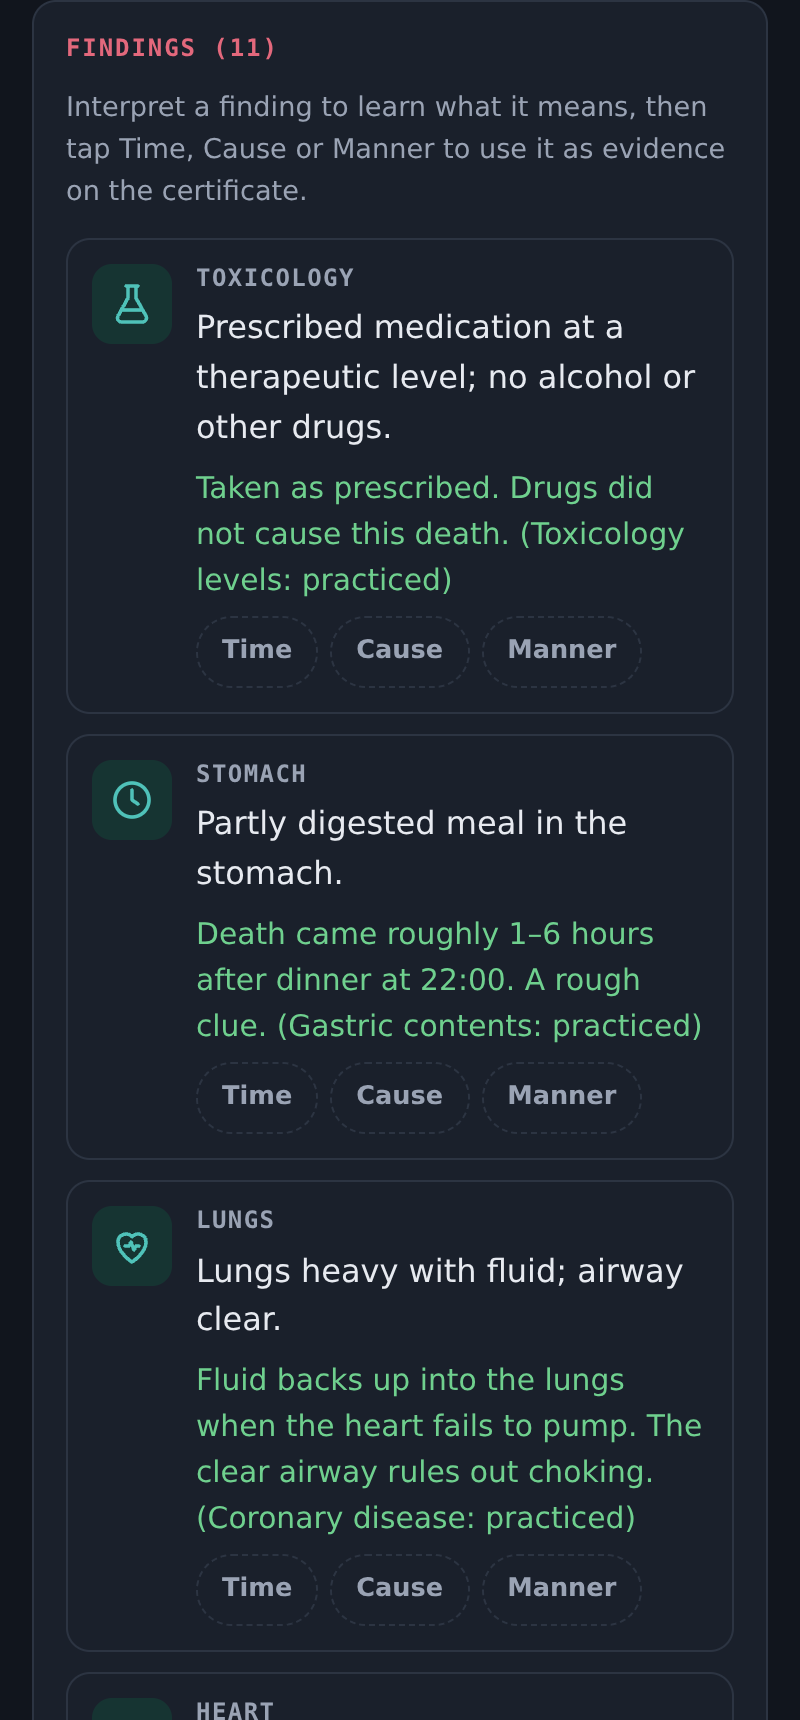 FINDINGS (11)
Interpret a finding to learn what it means, then
tap Time, Cause or Manner to use it as evidence
on the certificate.
TOXICOLOGY
Prescribed medication at a
therapeutic level; no alcohol or
other drugs.
Taken as prescribed. Drugs did
not cause this death. (Toxicology
levels: practiced)
Time Cause Manner
STOMACH
Partly digested meal in the
stomach.
Death came roughly 1–6 hours
after dinner at 22:00. A rough
clue. (Gastric contents: practiced)
Time Cause Manner
LUNGS
Lungs heavy with fluid; airway
clear.
Fluid backs up into the lungs
when the heart fails to pump. The
clear airway rules out choking.
(Coronary disease: practiced)
Time Cause Manner
HEART